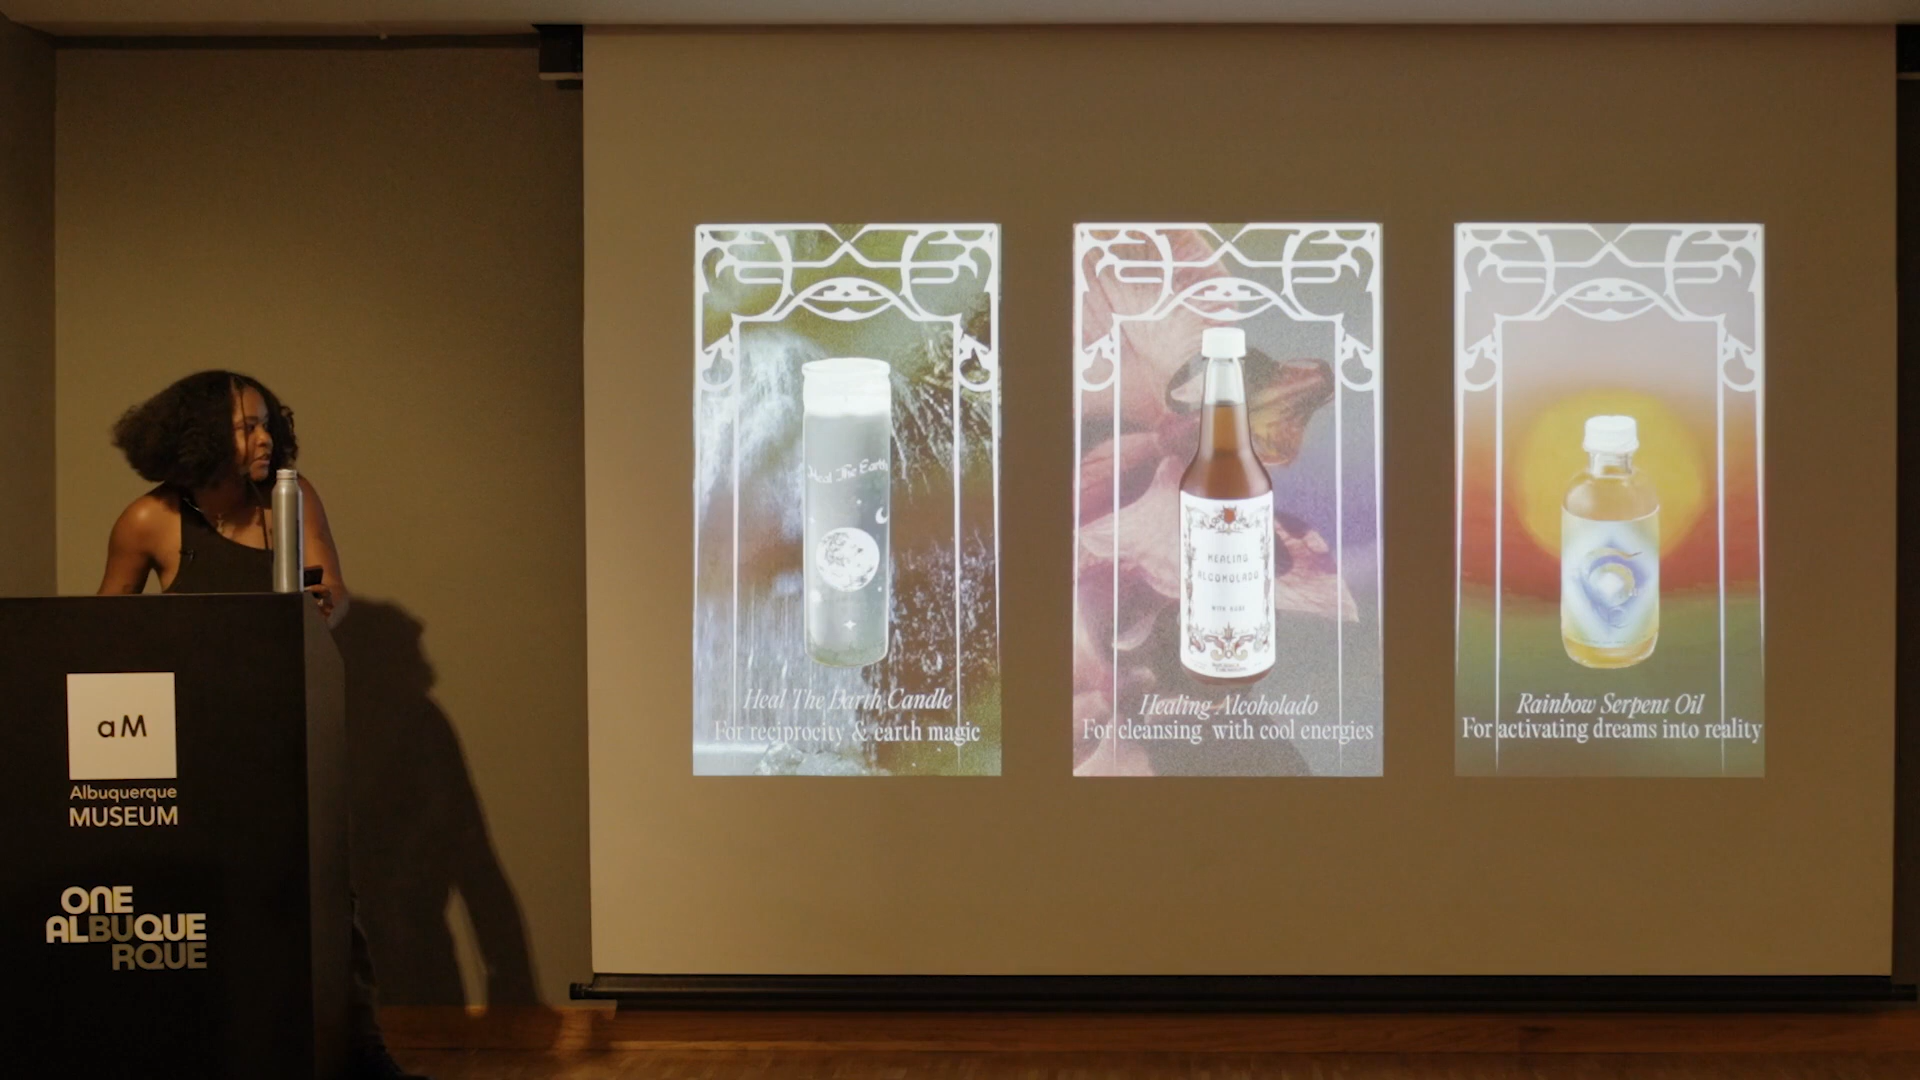 aM
Albuquerque
MUSEUM
ONE
ALBUQUE
RQUE
Heal The Earth
Heal The Earth Candle
For reciprocity & earth magic
HEALING
ALCOHOLADO
WITH
Healing Alcoholado
For cleansing with cool energies
Rainbow Serpent Oil
For activating dreams into reality